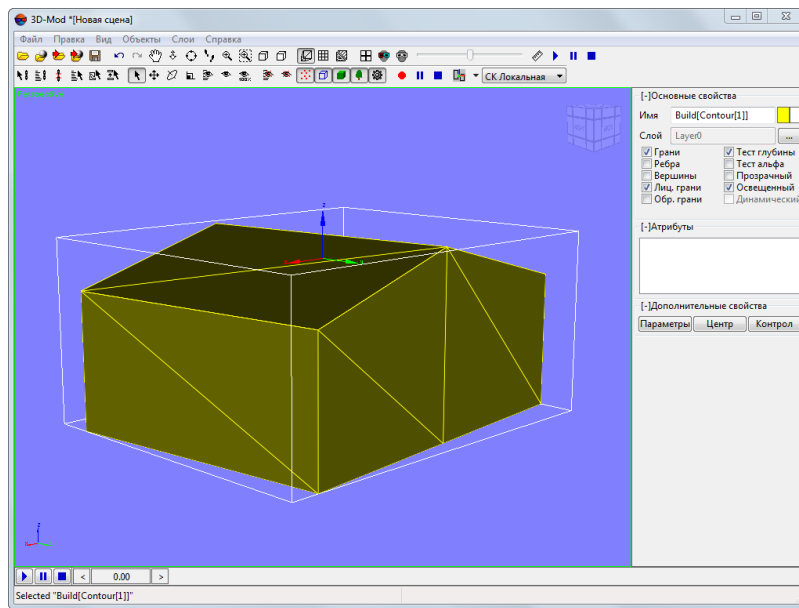 3D-Mod *[Новая сцена]
Файл Правка Вид Объекты Слои Справка
СК Локальная
[-]Основные свойства
Имя Build[Contour[1]]
Слой Layer0 ...
Грани Тест глубины
Ребра Тест альфа
Вершины Прозрачный
Лиц. грани Освещенный
Обр. грани Динамический
[-]Атрибуты
[-]Дополнительные свойства
Параметры Центр Контрол
z
z
< 0.00 >
Selected "Build[Contour[1]]"